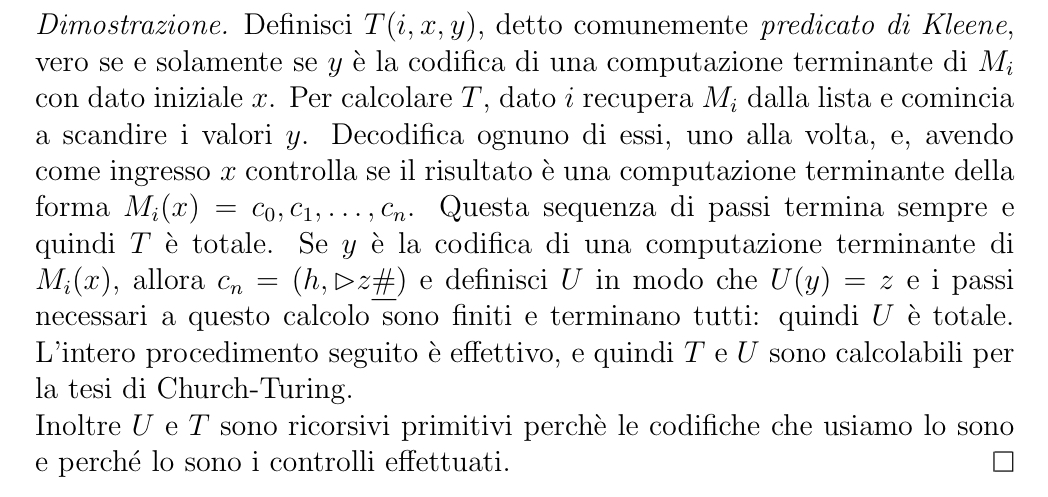 Dimostrazione. Definisci T(i, x, y), detto comunemente predicato di Kleene,
vero se e solamente se y è la codifica di una computazione terminante di M_i
con dato iniziale x. Per calcolare T, dato i recupera M_i dalla lista e comincia
a scandire i valori y. Decodifica ognuno di essi, uno alla volta, e, avendo
come ingresso x controlla se il risultato è una computazione terminante della
forma M_i(x) = c_0, c_1, . . . , c_n. Questa sequenza di passi termina sempre e
quindi T è totale. Se y è la codifica di una computazione terminante di
M_i(x), allora c_n = (h, ▷z#) e definisci U in modo che U(y) = z e i passi
necessari a questo calcolo sono finiti e terminano tutti: quindi U è totale.
L'intero procedimento seguito è effettivo, e quindi T e U sono calcolabili per
la tesi di Church-Turing.
Inoltre U e T sono ricorsivi primitivi perchè le codifiche che usiamo lo sono
e perché lo sono i controlli effettuati. □